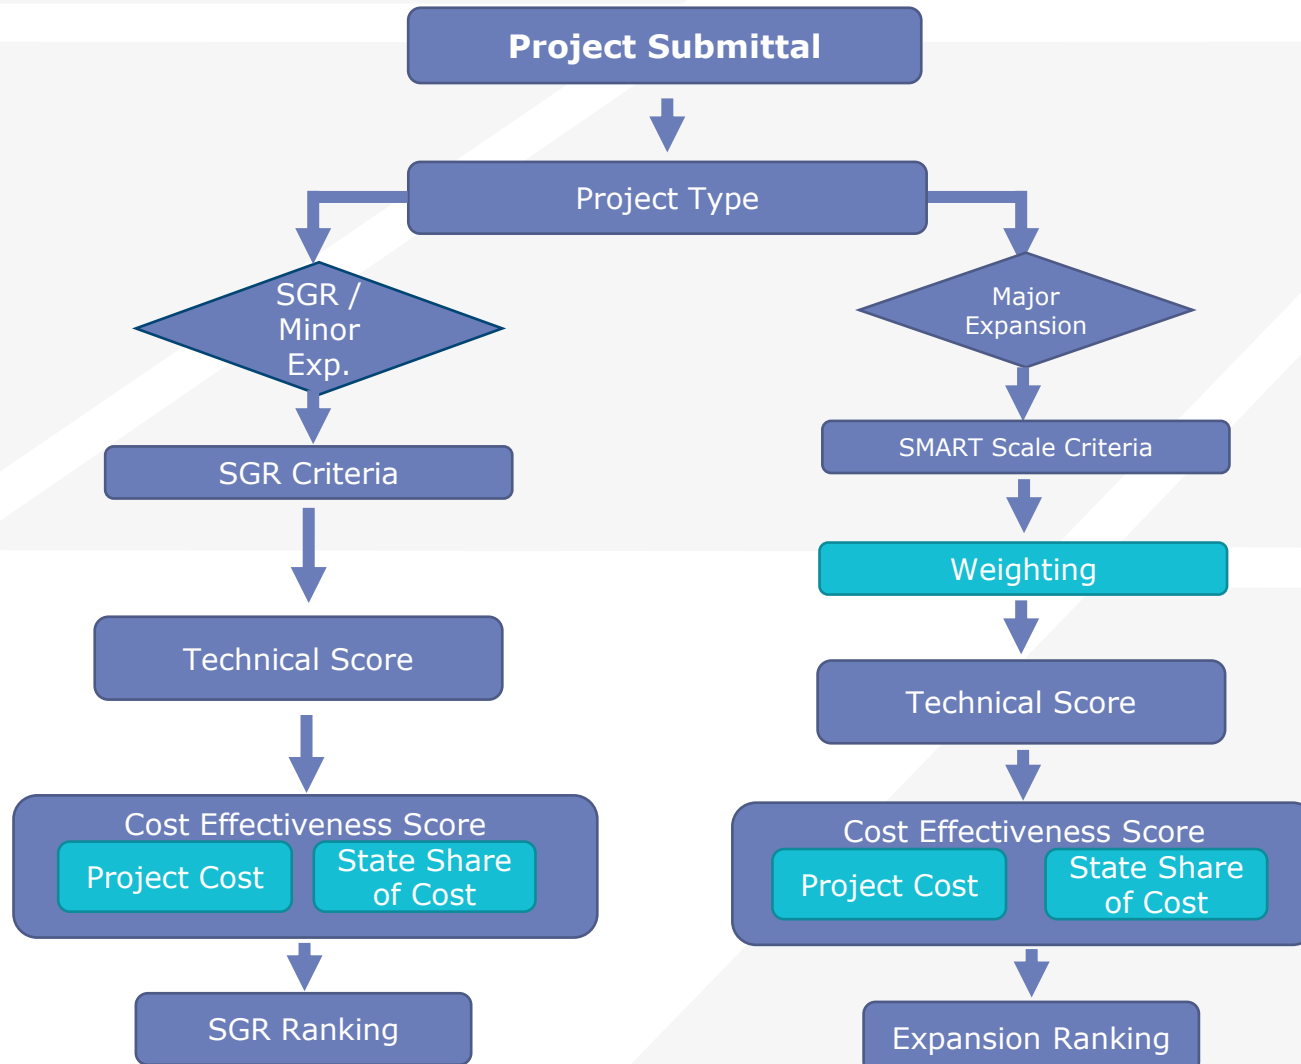 Project Submittal
Project Type
SGR /
Minor
Exp.
SGR Criteria
Technical Score
Cost Effectiveness Score
Project Cost
State Share
of Cost
SGR Ranking
Major
Expansion
SMART Scale Criteria
Weighting
Technical Score
Cost Effectiveness Score
Project Cost
State Share
of Cost
Expansion Ranking